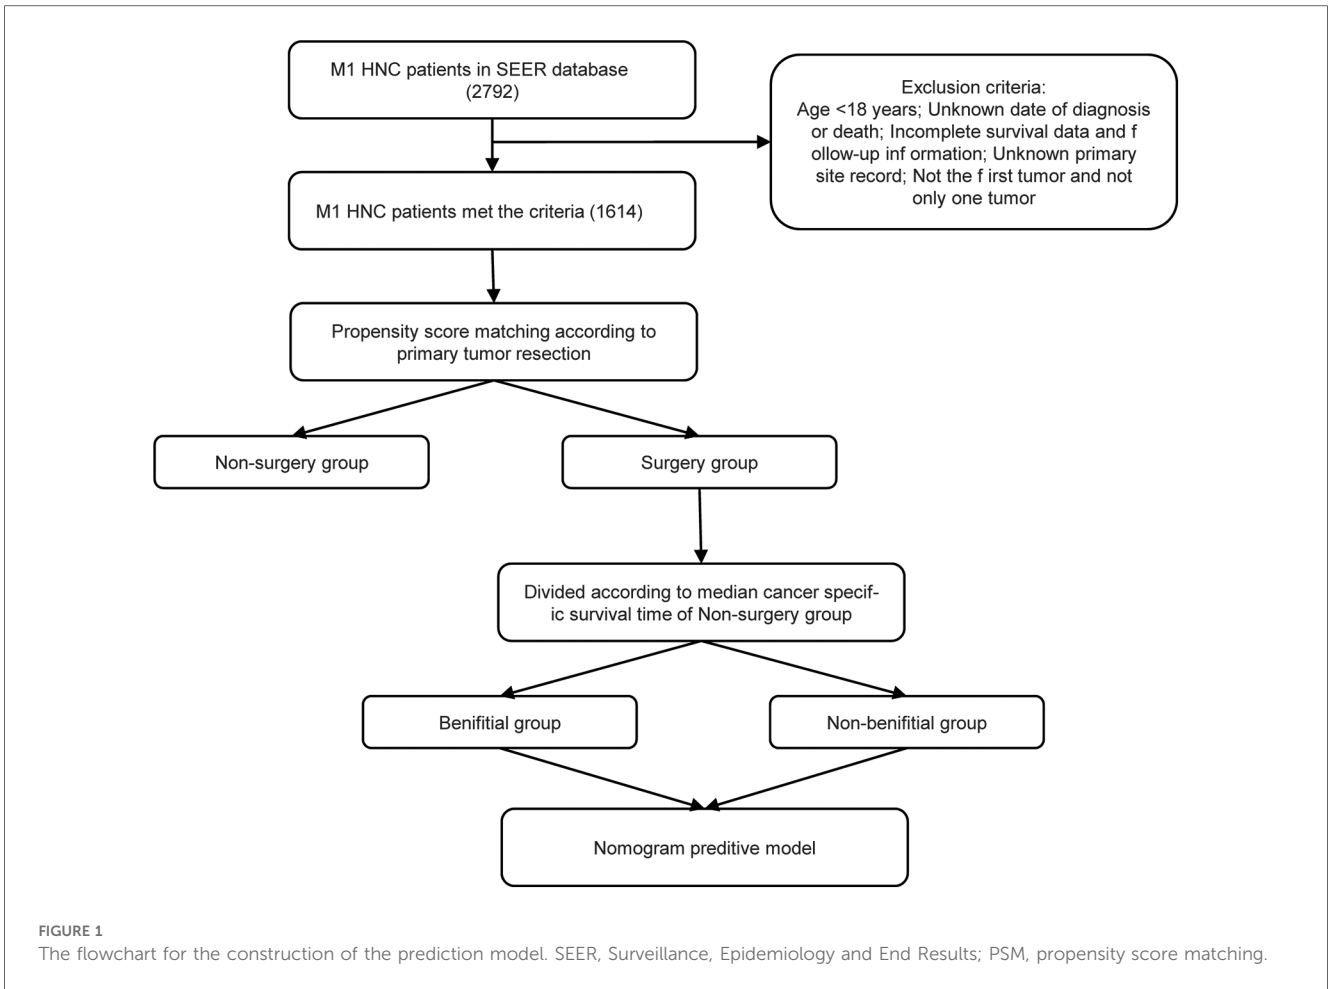 M1 HNC patients in SEER database
(2792)
Exclusion criteria:
Age <18 years; Unknown date of diagnosis
or death; Incomplete survival data and f
ollow-up inf ormation; Unknown primary
site record; Not the f irst tumor and not
only one tumor
M1 HNC patients met the criteria (1614)
Propensity score matching according to
primary tumor resection
Non-surgery group
Surgery group
Divided according to median cancer specif-
ic survival time of Non-surgery group
Benifitial group
Non-benifitial group
Nomogram preditive model
FIGURE 1
The flowchart for the construction of the prediction model. SEER, Surveillance, Epidemiology and End Results; PSM, propensity score matching.